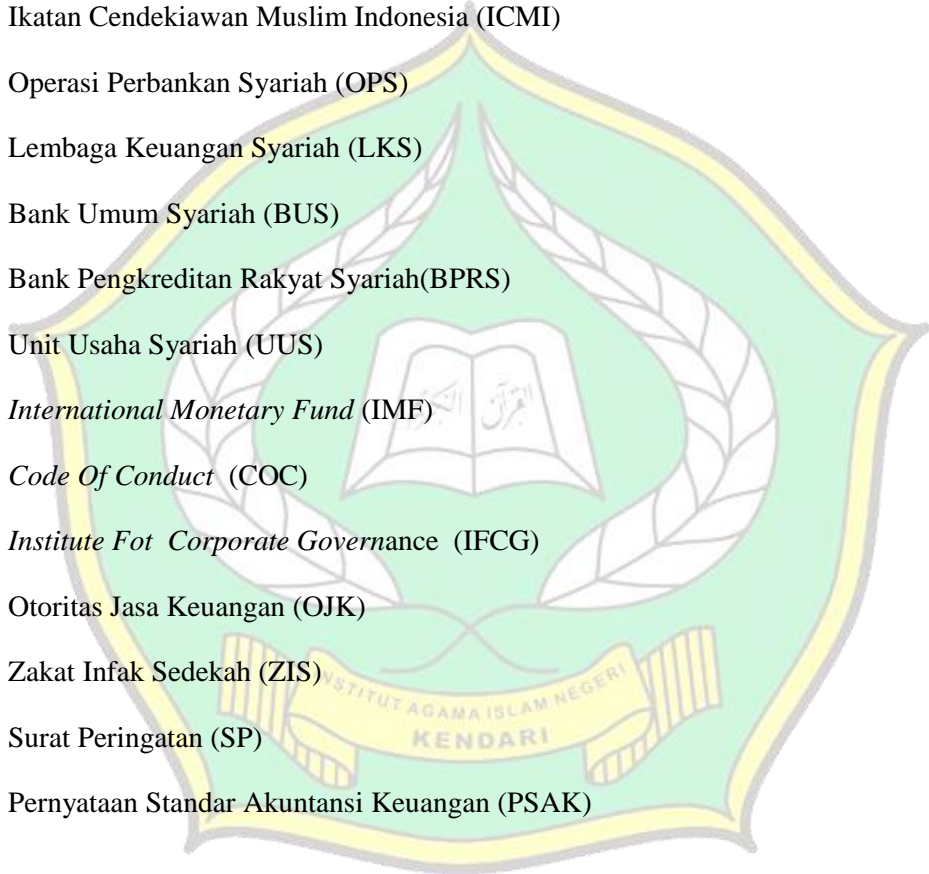 Ikatan Cendekiawan Muslim Indonesia (ICMI)
Operasi Perbankan Syariah (OPS)
Lembaga Keuangan Syariah (LKS)
Bank Umum Syariah (BUS)
Bank Pengkreditan Rakyat Syariah(BPRS)
Unit Usaha Syariah (UUS)
International Monetary Fund (IMF)
القرآن الكريم
Code Of Conduct (COC)
Institute Fot Corporate Governance (IFCG)
Otoritas Jasa Keuangan (OJK)
Zakat Infak Sedekah (ZIS)
INSTITUT AGAMA ISLAM NEGERI
KENDARI
Surat Peringatan (SP)
Pernyataan Standar Akuntansi Keuangan (PSAK)